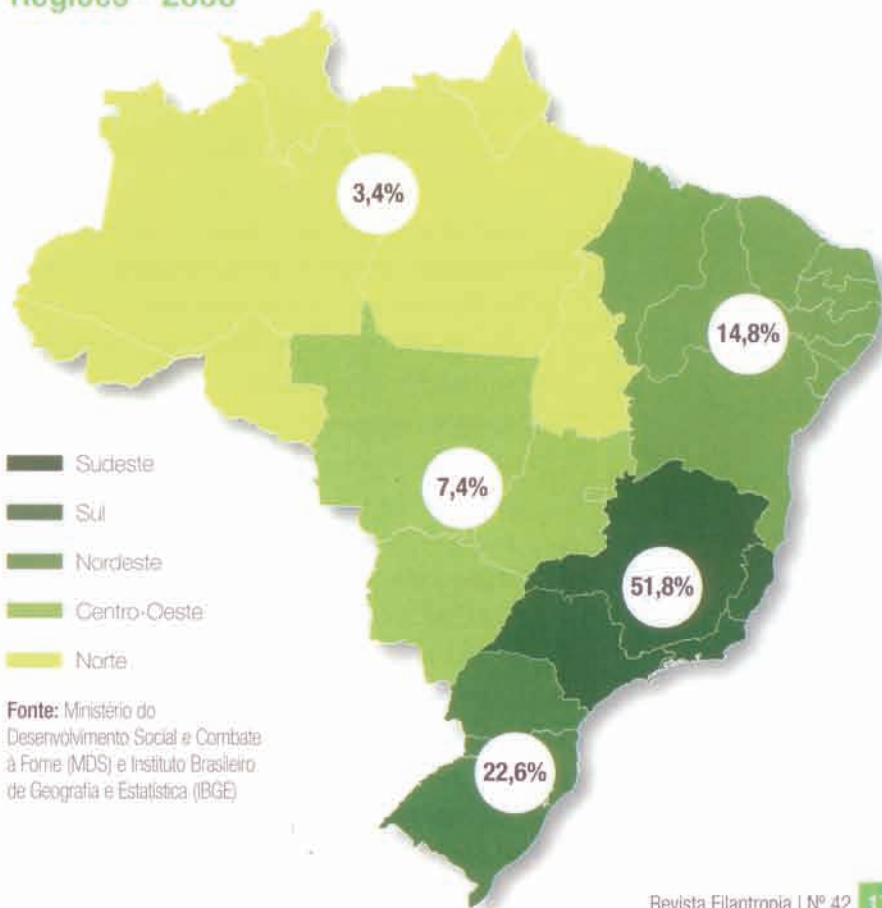 3,4%
14,8%
7,4%
51,8%
22,6%
Sudeste
Sul
Nordeste
Centro-Oeste
Norte
Fonte: Ministério do
Desenvolvimento Social e Combate
à Fome (MDS) e Instituto Brasileiro
de Geografia e Estatística (IBGE)
Revista Filantropia | Nº 42